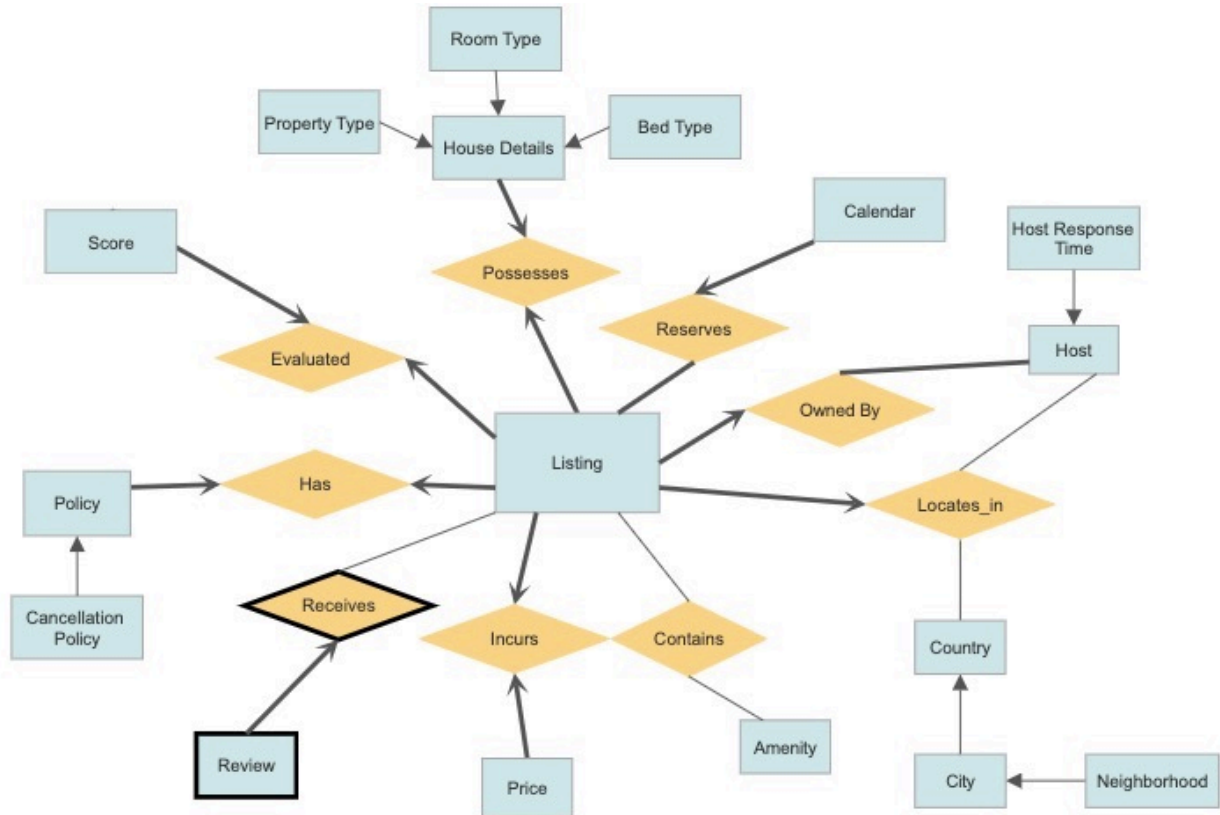 Room Type
Property Type
Bed Type
House Details
Calendar
Host Response
Time
Score
Possesses
Reserves
Evaluated
Host
Owned By
Listing
Has
Policy
Locates_in
Receives
Incurs
Contains
Cancellation
Policy
Country
Amenity
Review
Price
City
Neighborhood